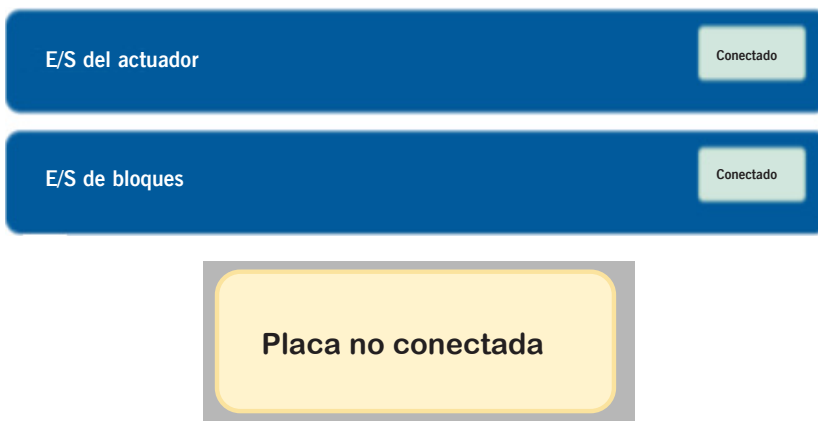 E/S del actuador
Conectado
E/S de bloques
Conectado
Placa no conectada